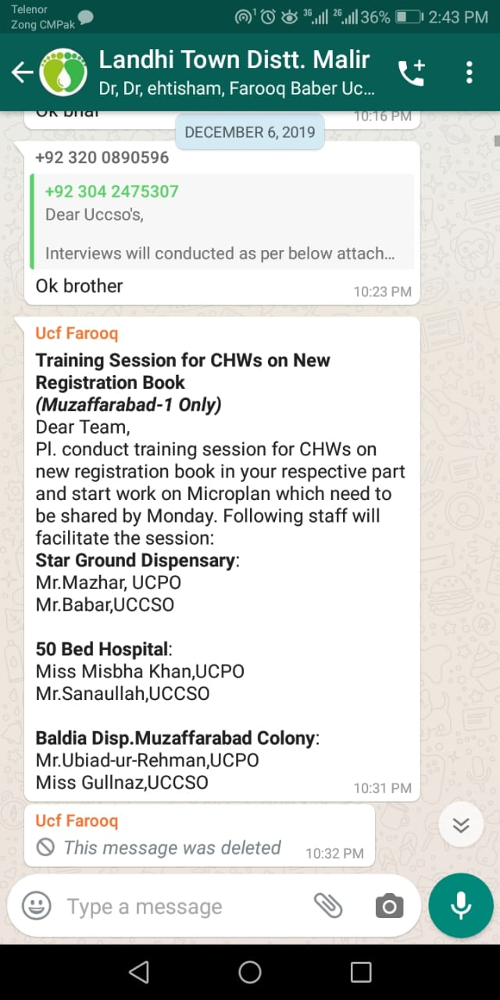 Telenor
Zong CMPak
1
3G
2G
36%
2:43 PM
Landhi Town Distt. Malir
Dr, Dr, ehtisham, Farooq Baber Uc...
Ok bhai
10:16 PM
DECEMBER 6, 2019
+92 320 0890596
+92 304 2475307
Dear Uccso's,
Interviews will conducted as per below attach...
Ok brother
10:23 PM
Ucf Farooq
Training Session for CHWs on New
Registration Book
(Muzaffarabad-1 Only)
Dear Team,
Pl. conduct training session for CHWs on
new registration book in your respective part
and start work on Microplan which need to
be shared by Monday. Following staff will
facilitate the session:
Star Ground Dispensary:
Mr.Mazhar, UCPO
Mr.Babar,UCCSO
50 Bed Hospital:
Miss Misbha Khan,UCPO
Mr.Sanaullah,UCCSO
Baldia Disp.Muzaffarabad Colony:
Mr.Ubiad-ur-Rehman,UCPO
Miss Gullnaz,UCCSO
10:31 PM
Ucf Farooq
This message was deleted
10:32 PM
Type a message